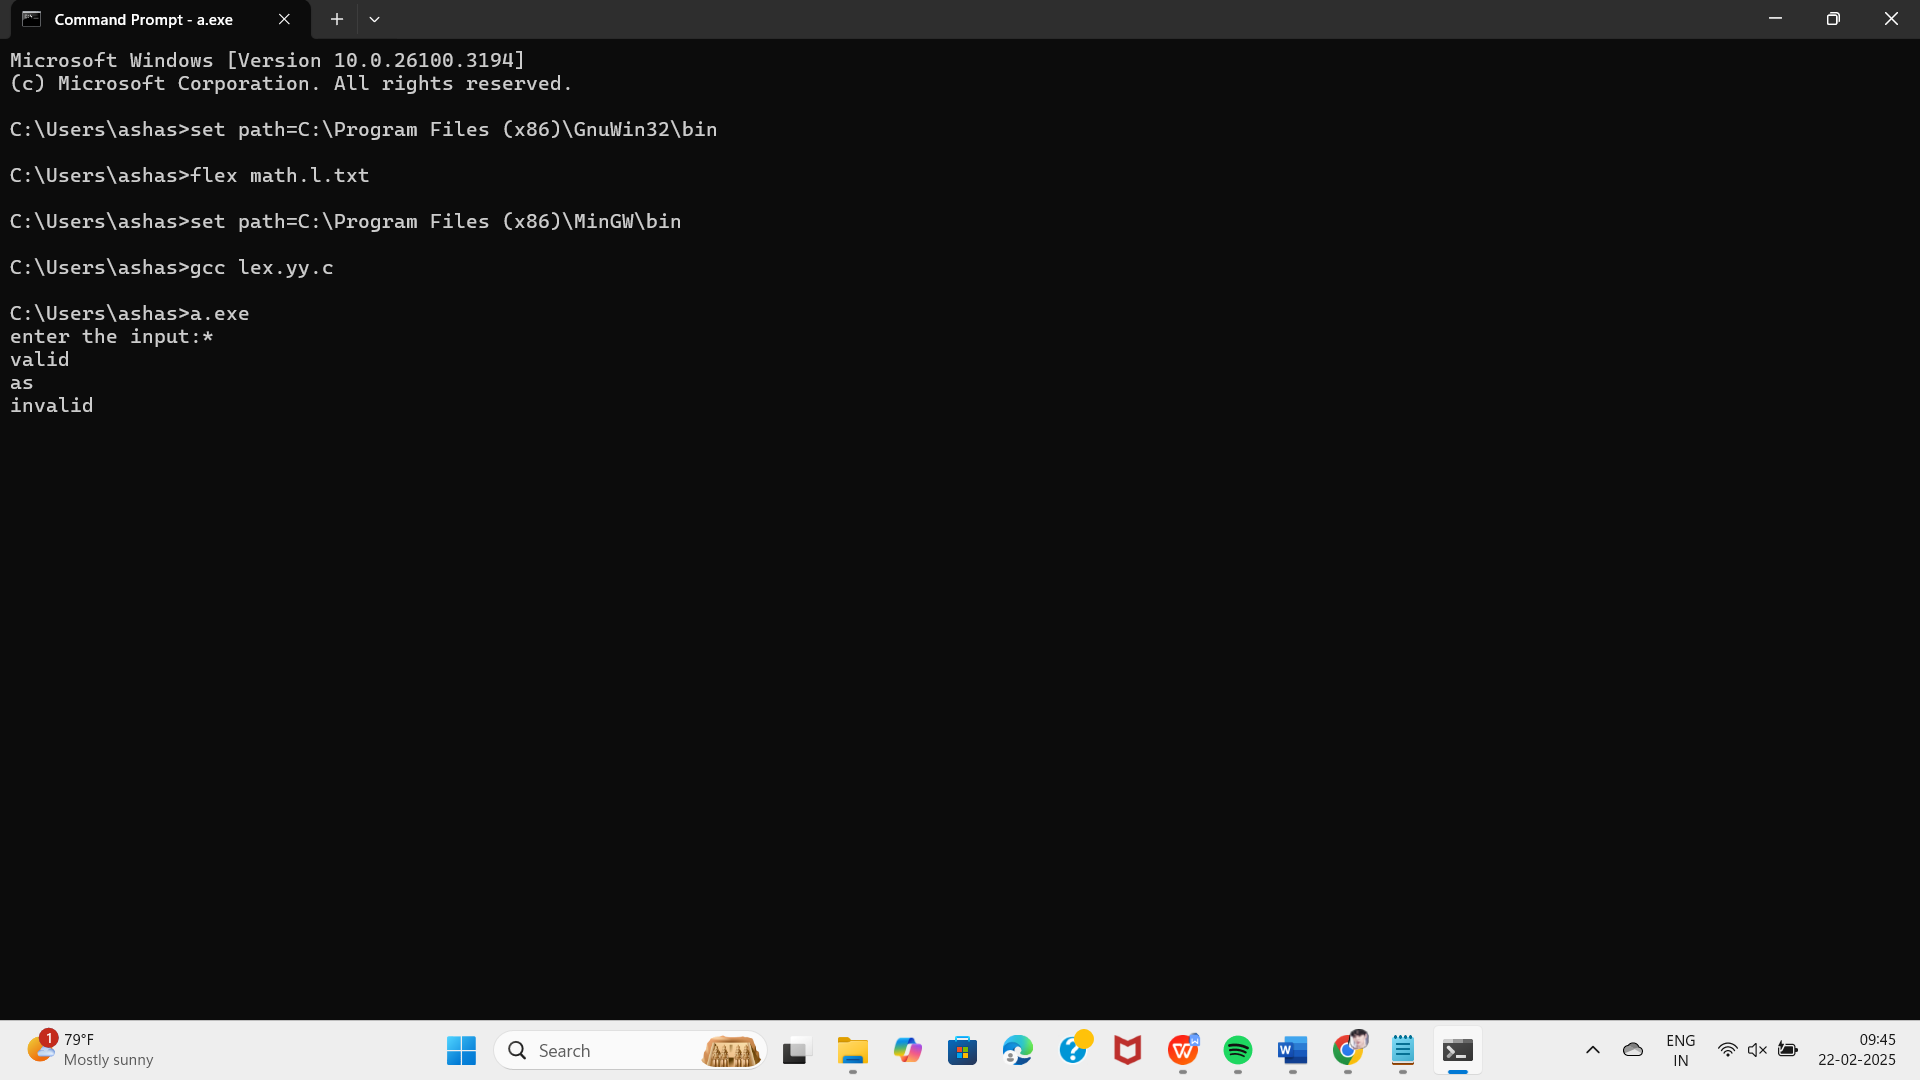 Command Prompt - a.exe
Microsoft Windows [Version 10.0.26100.3194]
(c) Microsoft Corporation. All rights reserved.
C:\Users\ashas>set path=C:\Program Files (x86)\GnuWin32\bin
C:\Users\ashas>flex math.l.txt
C:\Users\ashas>set path=C:\Program Files (x86)\MinGW\bin
C:\Users\ashas>gcc lex.yy.c
C:\Users\ashas>a.exe
enter the input:*
valid
as
invalid
1
79°F
Mostly sunny
Search
ENG
IN
09:45
22-02-2025